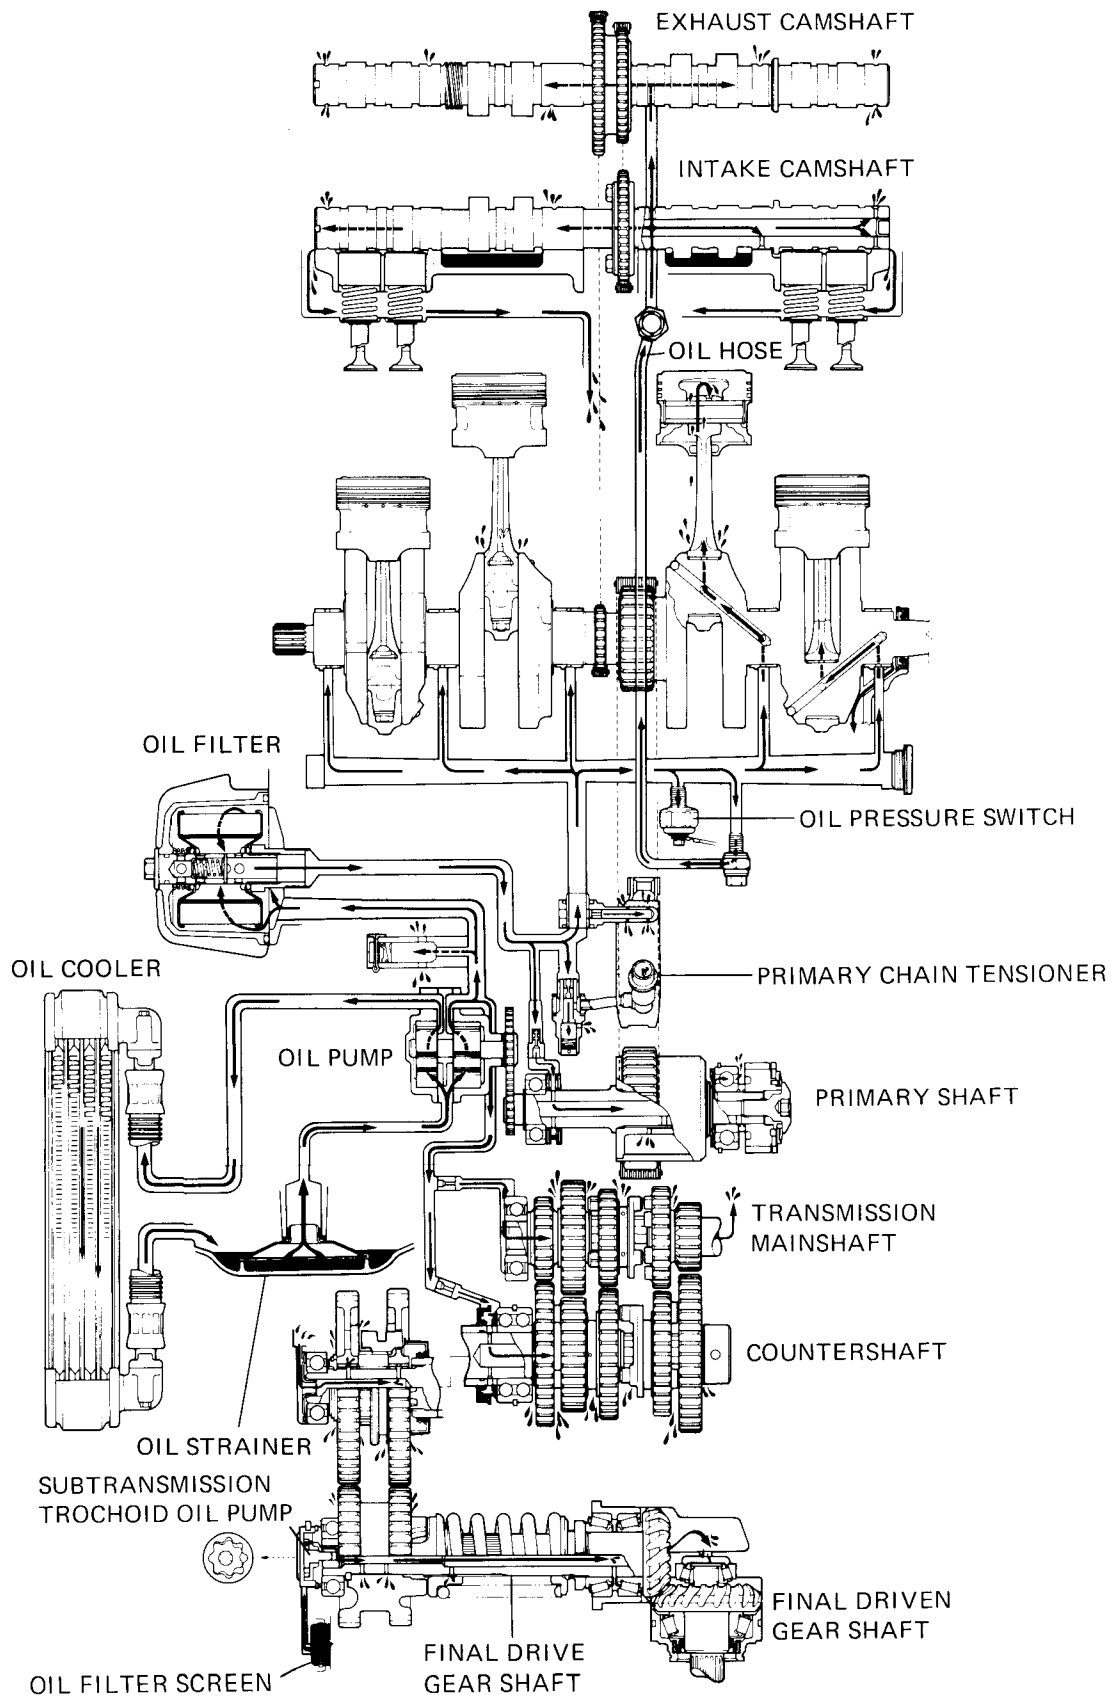 EXHAUST CAMSHAFT
INTAKE CAMSHAFT
OIL HOSE
OIL FILTER
OIL PRESSURE SWITCH
OIL COOLER
PRIMARY CHAIN TENSIONER
OIL PUMP
PRIMARY SHAFT
TRANSMISSION
MAINSHAFT
COUNTERSHAFT
OIL STRAINER
SUBTRANSMISSION
TROCHOID OIL PUMP
FINAL DRIVEN
GEAR SHAFT
FINAL DRIVE
GEAR SHAFT
OIL FILTER SCREEN